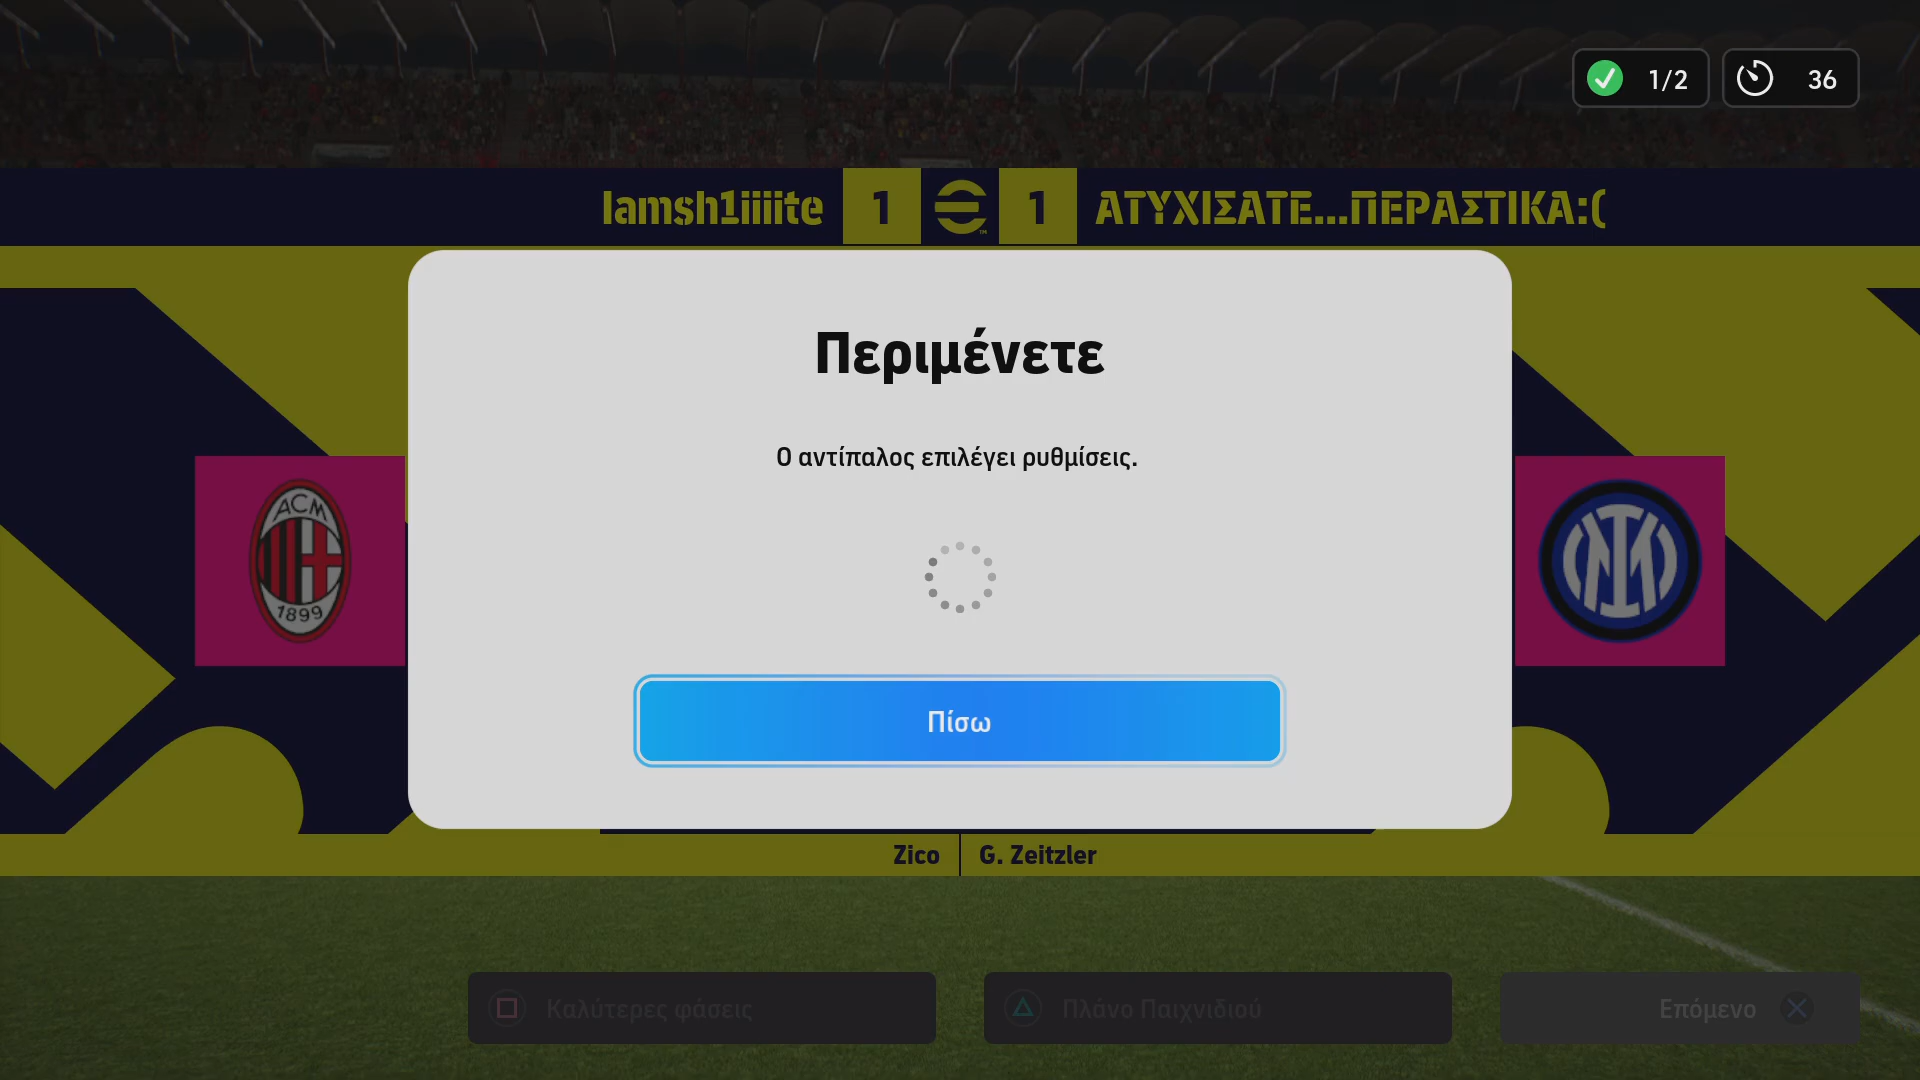 1/2
36
Iamsh1iiiite 1 1 ΑΤΥΧΙΣΑΤΕ...ΠΕΡΑΣΤΙΚΑ:(
TM
Περιμένετε
Ο αντίπαλος επιλέγει ρυθμίσεις.
ACM
1899
Πίσω
Zico
G. Zeitzler
Καλύτερες φάσεις
Πλάνο Παιχνιδιού
Επόμενο